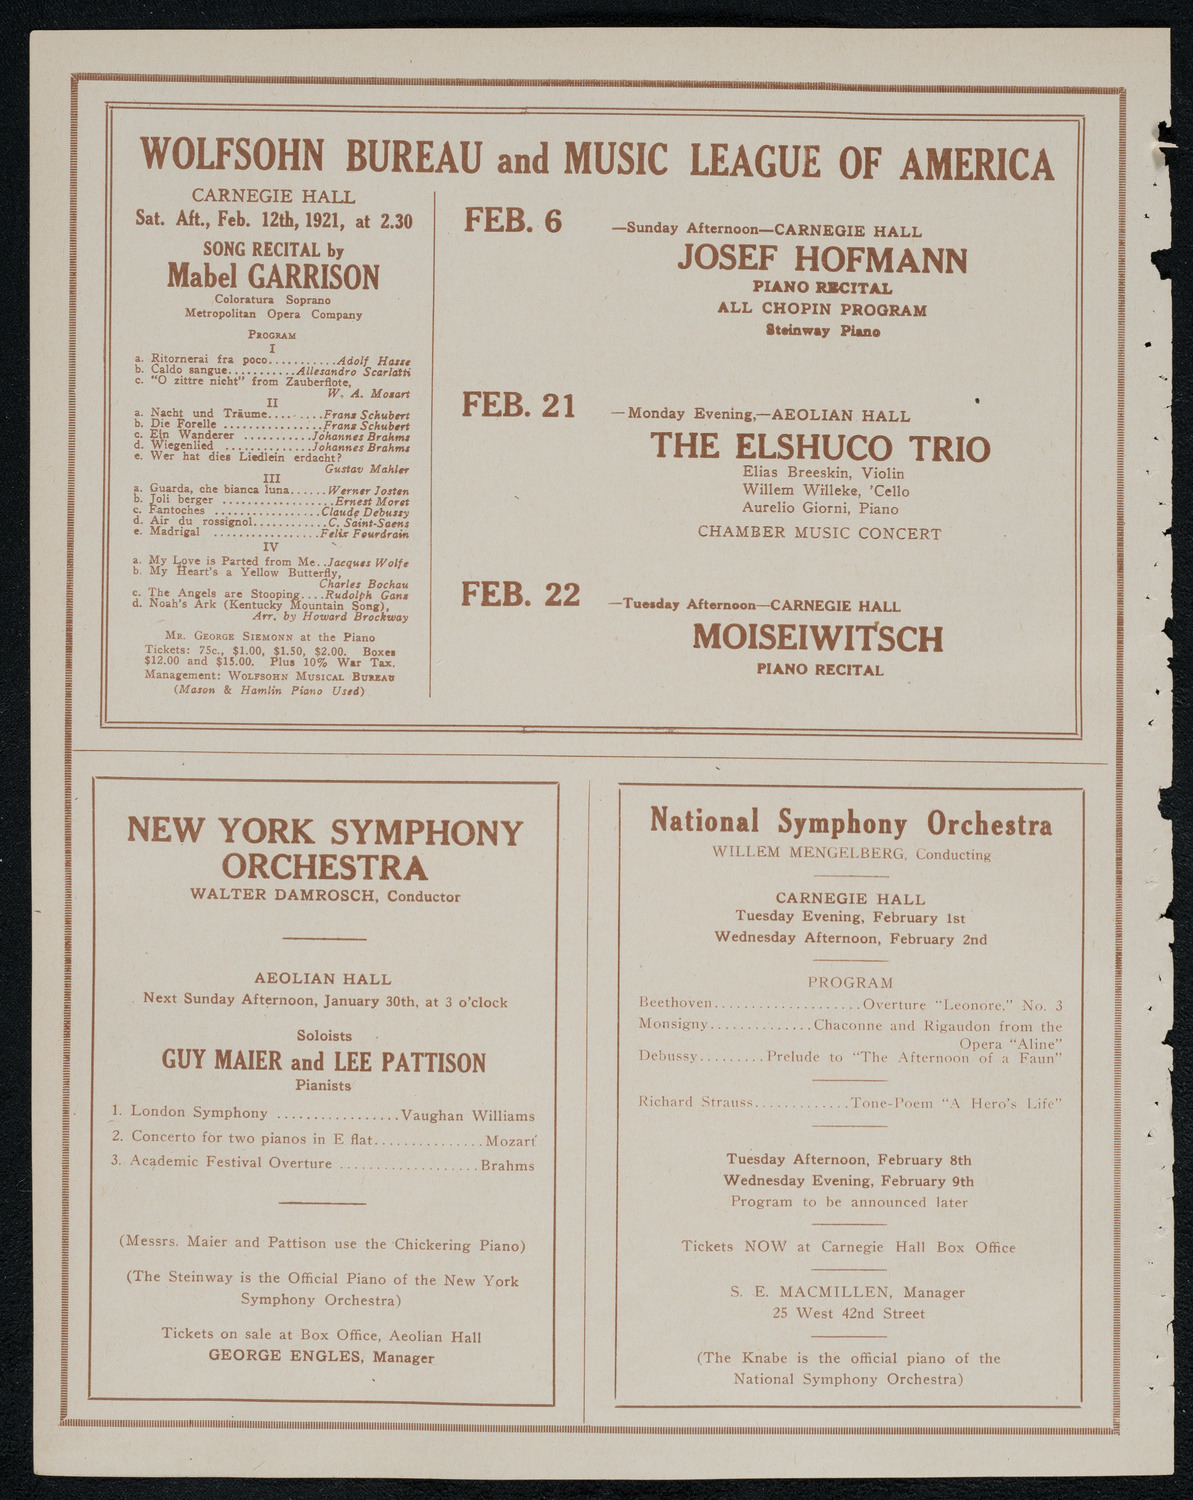 WOLFSOHN BUREAU and MUSIC LEAGUE OF AMERICA
CARNEGIE HALL
Sat. Aft., Feb. 12th, 1921, at 2.30
SONG RECITAL by
Mabel GARRISON
Coloratura Soprano
Metropolitan Opera Company
PROGRAM
I
a. Ritornerai fra poco...........Adolf Hasse
b. Caldo sangue..........Allesandro Scarlatti
c. "O zittre nicht" from Zauberflote,
W. A. Mozart
II
a. Nacht und Träume.........Franz Schubert
b. Die Forelle ................Franz Schubert
c. Ein Wanderer ...........Johannes Brahms
d. Wiegenlied ..............Johannes Brahms
e. Wer hat dies Liedlein erdacht?
Gustav Mahler
III
a. Guarda, che bianca luna......Werner Josten
b. Joli berger ..................Ernest Moret
c. Fantoches .................Claude Debussy
d. Air du rossignol............C. Saint-Saens
e. Madrigal .................Felix Fourdrain
IV
a. My Love is Parted from Me..Jacques Wolfe
b. My Heart's a Yellow Butterfly,
Charles Bochau
c. The Angels are Stooping....Rudolph Ganz
d. Noah's Ark (Kentucky Mountain Song),
Arr. by Howard Brockway
MR. GEORGE SIEMONN at the Piano
Tickets: 75c., $1.00, $1.50, $2.00. Boxes
$12.00 and $15.00. Plus 10% War Tax.
Management: WOLFSOHN MUSICAL BUREAU
(Mason & Hamlin Piano Used)
FEB. 6 —Sunday Afternoon—CARNEGIE HALL
JOSEF HOFMANN
PIANO RECITAL
ALL CHOPIN PROGRAM
Steinway Piano
FEB. 21 —Monday Evening,—AEOLIAN HALL
THE ELSHUCO TRIO
Elias Breeskin, Violin
Willem Willeke, 'Cello
Aurelio Giorni, Piano
CHAMBER MUSIC CONCERT
FEB. 22 —Tuesday Afternoon—CARNEGIE HALL
MOISEIWITSCH
PIANO RECITAL
NEW YORK SYMPHONY
ORCHESTRA
WALTER DAMROSCH, Conductor
AEOLIAN HALL
Next Sunday Afternoon, January 30th, at 3 o'clock
Soloists
GUY MAIER and LEE PATTISON
Pianists
1. London Symphony .................Vaughan Williams
2. Concerto for two pianos in E flat...............Mozart
3. Academic Festival Overture ...................Brahms
(Messrs. Maier and Pattison use the Chickering Piano)
(The Steinway is the Official Piano of the New York
Symphony Orchestra)
Tickets on sale at Box Office, Aeolian Hall
GEORGE ENGLES, Manager
National Symphony Orchestra
WILLEM MENGELBERG, Conducting
CARNEGIE HALL
Tuesday Evening, February 1st
Wednesday Afternoon, February 2nd
PROGRAM
Beethoven....................Overture "Leonore," No. 3
Monsigny..............Chaconne and Rigaudon from the
Opera "Aline"
Debussy.........Prelude to "The Afternoon of a Faun"
Richard Strauss.............Tone-Poem "A Hero's Life"
Tuesday Afternoon, February 8th
Wednesday Evening, February 9th
Program to be announced later
Tickets NOW at Carnegie Hall Box Office
S. E. MACMILLEN, Manager
25 West 42nd Street
(The Knabe is the official piano of the
National Symphony Orchestra)